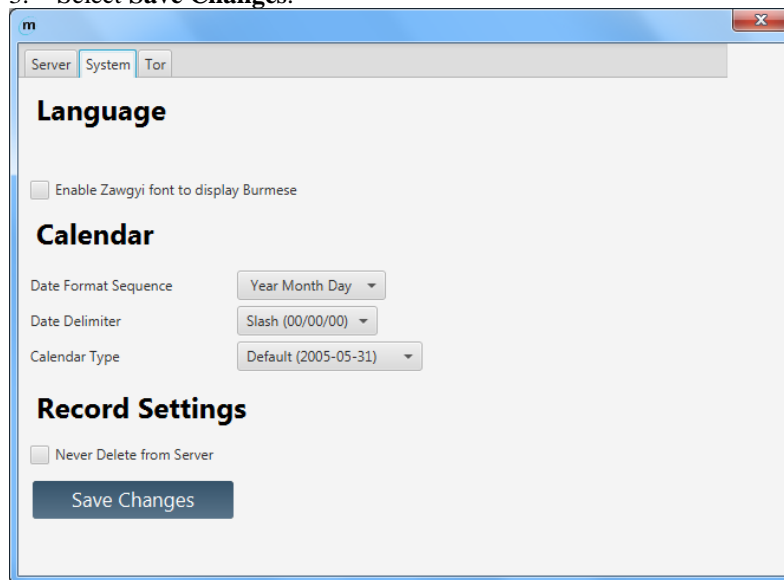 3. Select Save Changes.
m
x
Server System Tor
Language
Enable Zawgyi font to display Burmese
Calendar
Date Format Sequence Year Month Day
Date Delimiter Slash (00/00/00)
Calendar Type Default (2005-05-31)
Record Settings
Never Delete from Server
Save Changes